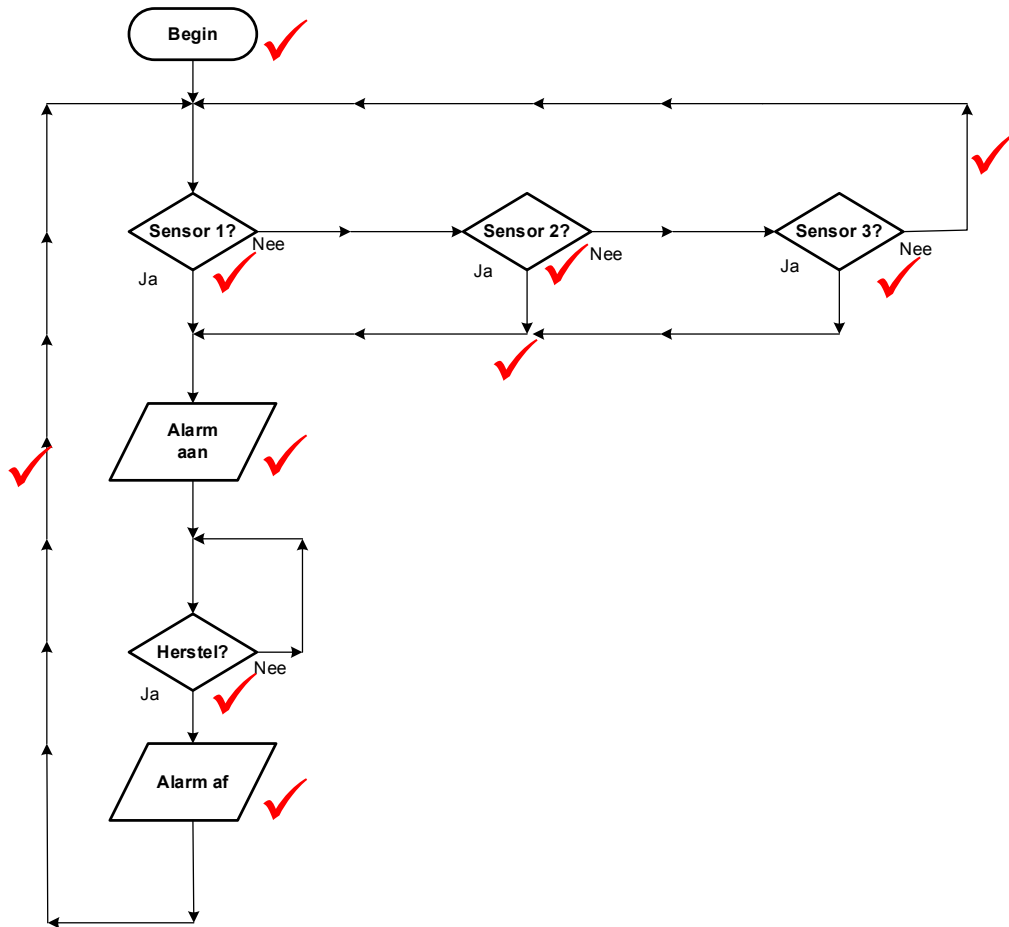 Begin
Sensor 1?
Nee
Ja
Sensor 2?
Nee
Ja
Sensor 3?
Nee
Ja
Alarm
aan
Herstel?
Nee
Ja
Alarm af